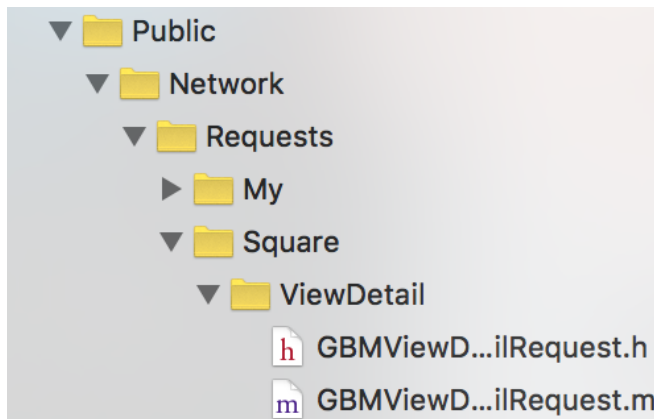 Public
Network
Requests
My
Square
ViewDetail
h GBMViewD...ilRequest.h
m GBMViewD...ilRequest.m